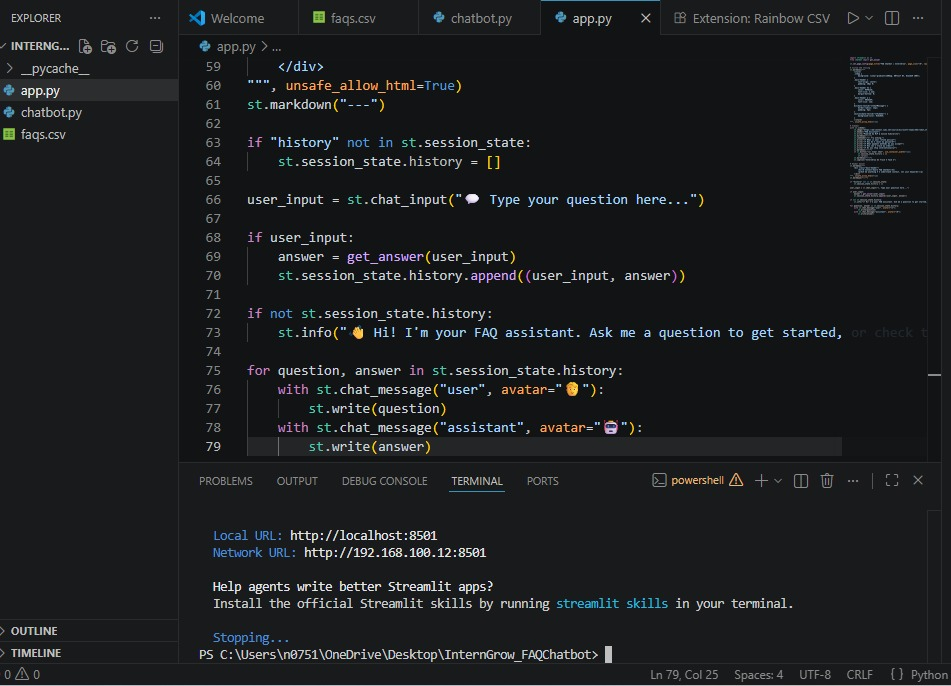 EXPLORER
Welcome
faqs.csv
chatbot.py
app.py
Extension: Rainbow CSV
INTERNG...
__pycache__
app.py
chatbot.py
faqs.csv
app.py > ...
59 </div>
60 """, unsafe_allow_html=True)
61 st.markdown("---")
62
63 if "history" not in st.session_state:
64 st.session_state.history = []
65
66 user_input = st.chat_input("💬 Type your question here...")
67
68 if user_input:
69 answer = get_answer(user_input)
70 st.session_state.history.append((user_input, answer))
71
72 if not st.session_state.history:
73 st.info("👋 Hi! I'm your FAQ assistant. Ask me a question to get started, or check t
74
75 for question, answer in st.session_state.history:
76 with st.chat_message("user", avatar="🧑"):
77 st.write(question)
78 with st.chat_message("assistant", avatar="🤖"):
79 st.write(answer)
PROBLEMS
OUTPUT
DEBUG CONSOLE
TERMINAL
PORTS
powershell
Local URL: http://localhost:8501
Network URL: http://192.168.100.12:8501
Help agents write better Streamlit apps?
Install the official Streamlit skills by running streamlit skills in your terminal.
Stopping...
PS C:\Users\n0751\OneDrive\Desktop\InternGrow_FAQChatbot>
OUTLINE
TIMELINE
0 0
Ln 79, Col 25
Spaces: 4
UTF-8
CRLF
{ } Python